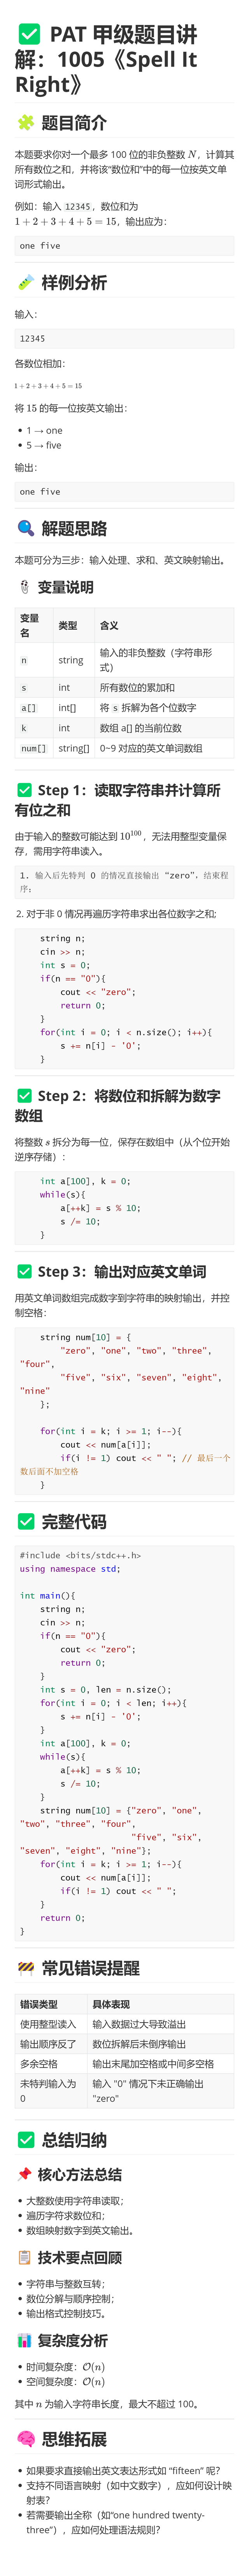 ✅ PAT 甲级题目讲
解：1005《Spell It
Right》
🧩 题目简介
本题要求你对一个最多 100 位的非负整数 N，计算其
所有数位之和，并将该“数位和”中的每一位按英文单
词形式输出。
例如：输入 12345，数位和为
1 + 2 + 3 + 4 + 5 = 15，输出应为：
one five
🧪 样例分析
输入：
12345
各数位相加：
1 + 2 + 3 + 4 + 5 = 15
将 15 的每一位按英文输出：
• 1 → one
• 5 → five
输出：
one five
🔍 解题思路
本题可分为三步：输入处理、求和、英文映射输出。
变量说明
变量名 类型 含义
n string 输入的非负整数（字符串形式）
s int 所有数位的累加和
a[] int[] 将 s 拆解为各个位数字
k int 数组 a[] 的当前位数
num[] string[] 0~9 对应的英文单词数组
✅ Step 1：读取字符串并计算所
有位之和
由于输入的整数可能达到 10^100，无法用整型变量保
存，需用字符串读入。
1. 输入后先特判 0 的情况直接输出 “zero”，结束程
序；
2. 对于非 0 情况再遍历字符串求出各位数字之和;
string n;
cin >> n;
int s = 0;
if(n == "0"){
cout << "zero";
return 0;
}
for(int i = 0; i < n.size(); i++){
s += n[i] - '0';
}
✅ Step 2：将数位和拆解为数字
数组
将整数 s 拆分为每一位，保存在数组中（从个位开始
逆序存储）：
int a[100], k = 0;
while(s){
a[++k] = s % 10;
s /= 10;
}
✅ Step 3：输出对应英文单词
用英文单词数组完成数字到字符串的映射输出，并控
制空格：
string num[10] = {
"zero", "one", "two", "three",
"four",
"five", "six", "seven", "eight",
"nine"
};
for(int i = k; i >= 1; i--){
cout << num[a[i]];
if(i != 1) cout << " "; // 最后一个
数后面不加空格
}
✅ 完整代码
#include <bits/stdc++.h>
using namespace std;
int main(){
string n;
cin >> n;
if(n == "0"){
cout << "zero";
return 0;
}
int s = 0, len = n.size();
for(int i = 0; i < len; i++){
s += n[i] - '0';
}
int a[100], k = 0;
while(s){
a[++k] = s % 10;
s /= 10;
}
string num[10] = {"zero", "one",
"two", "three", "four",
"five", "six",
"seven", "eight", "nine"};
for(int i = k; i >= 1; i--){
cout << num[a[i]];
if(i != 1) cout << " ";
}
return 0;
}
🚧 常见错误提醒
错误类型 具体表现
使用整型读入 输入数据过大导致溢出
输出顺序反了 数位拆解后未倒序输出
多余空格 输出末尾加空格或中间多空格
未特判输入为 0 输入 "0" 情况下未正确输出 "zero"
✅ 总结归纳
📌 核心方法总结
• 大整数使用字符串读取；
• 遍历字符求数位和；
• 数组映射数字到英文输出。
📋 技术要点回顾
• 字符串与整数互转；
• 数位分解与顺序控制；
• 输出格式控制技巧。
📊 复杂度分析
• 时间复杂度：O(n)
• 空间复杂度：O(n)
其中 n 为输入字符串长度，最大不超过 100。
🧠 思维拓展
• 如果要求直接输出英文表达形式如 “fifteen” 呢？
• 支持不同语言映射（如中文数字），应如何设计映
射表？
• 若需要输出全称（如“one hundred twenty-
three”），应如何处理语法规则？